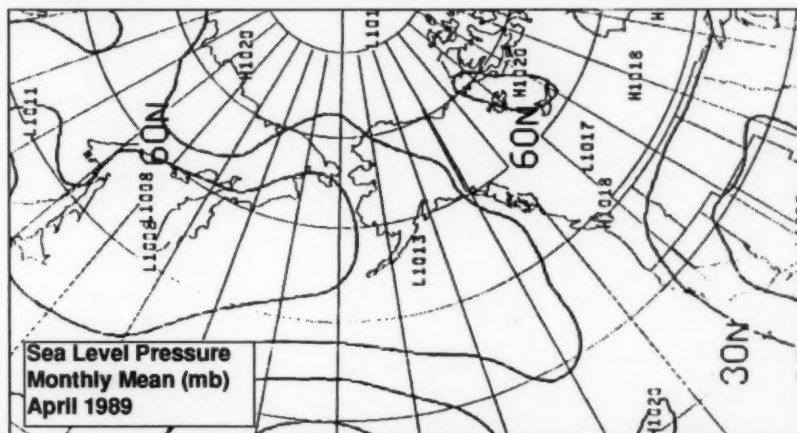 H1020
H1020
H1018
L1011
60N
60N
L1017
L1008
H1018
L1013
30N
Sea Level Pressure
Monthly Mean (mb)
April 1989
H1020